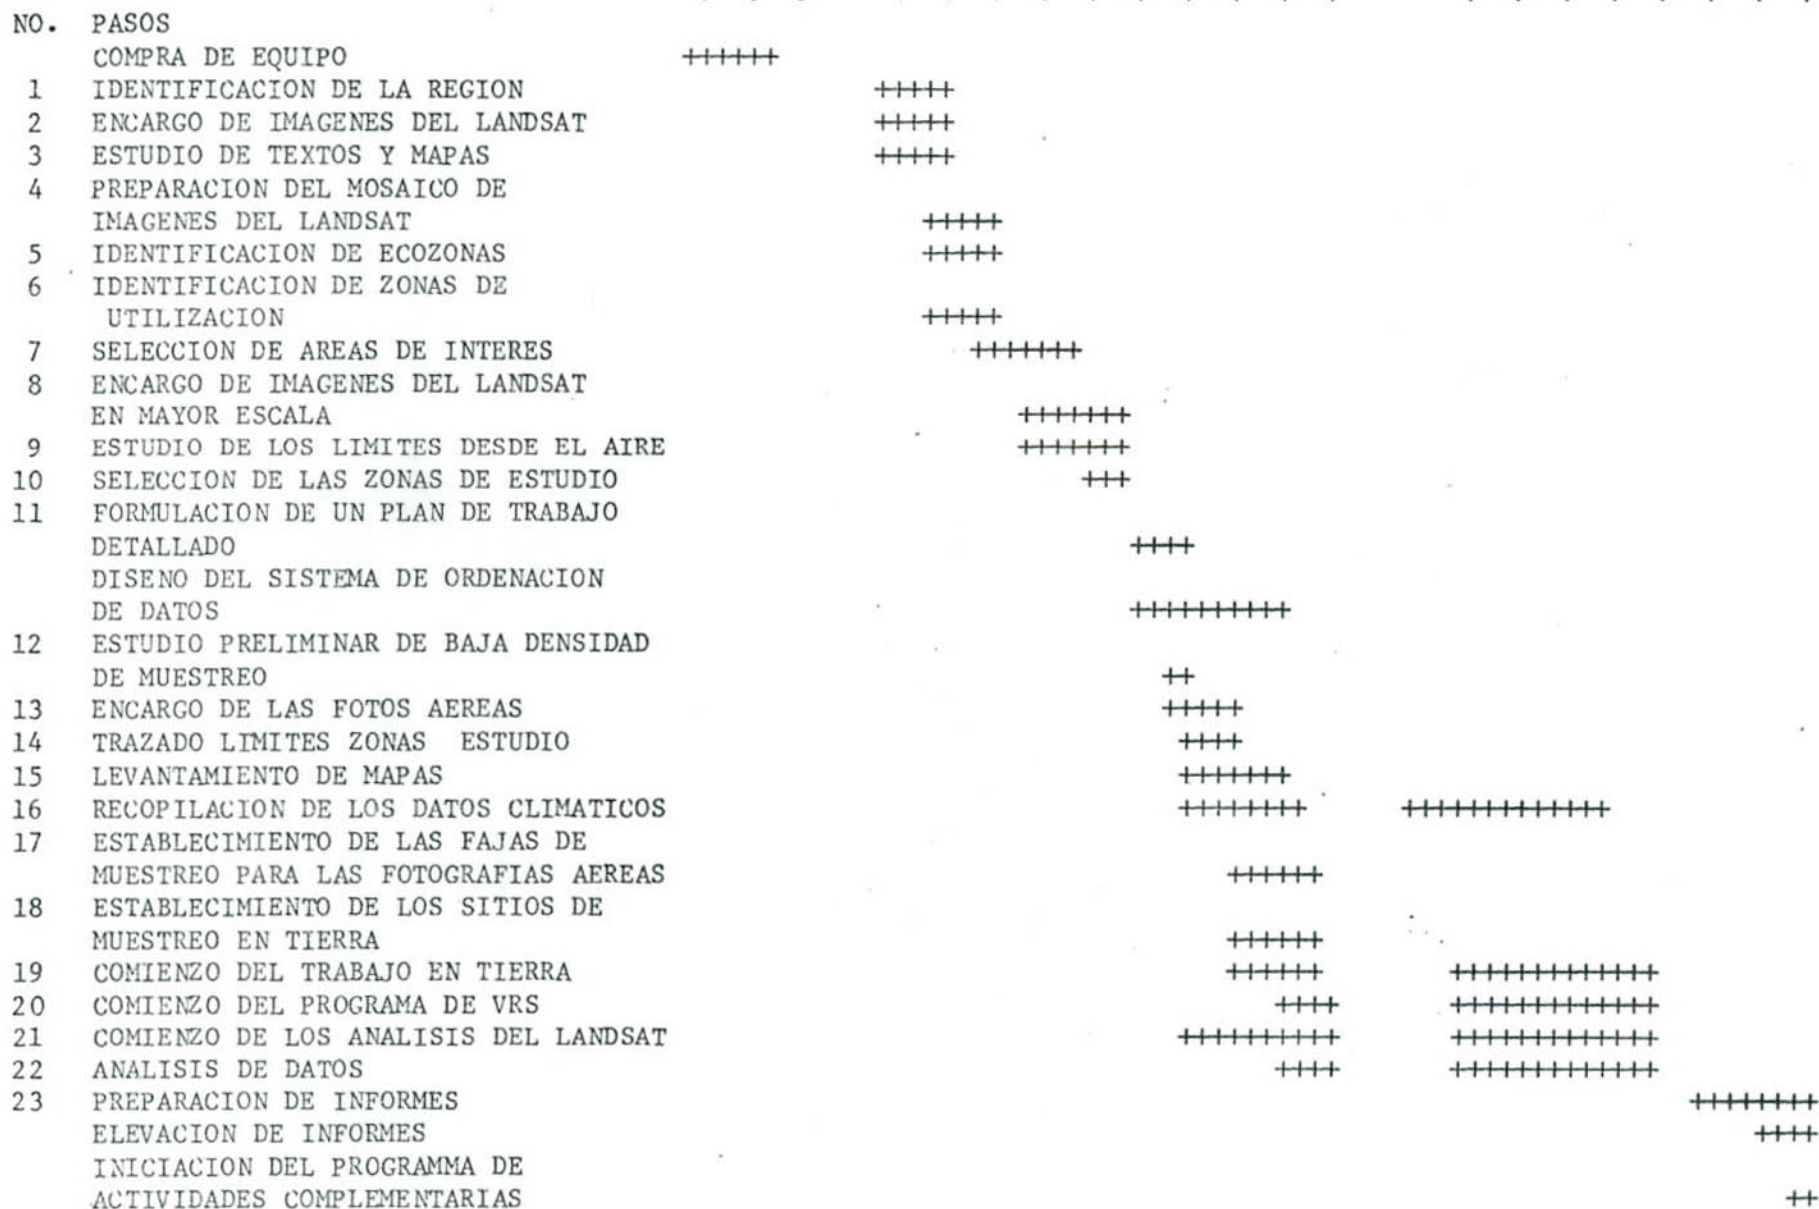 NO. PASOS
COMPRA DE EQUIPO ++++++
1 IDENTIFICACION DE LA REGION +++++
2 ENCARGO DE IMAGENES DEL LANDSAT +++++
3 ESTUDIO DE TEXTOS Y MAPAS +++++
4 PREPARACION DEL MOSAICO DE
IMAGENES DEL LANDSAT +++++
5 IDENTIFICACION DE ECOZONAS +++++
6 IDENTIFICACION DE ZONAS DE
UTILIZACION +++++
7 SELECCION DE AREAS DE INTERES +++++++
8 ENCARGO DE IMAGENES DEL LANDSAT
EN MAYOR ESCALA +++++++
9 ESTUDIO DE LOS LIMITES DESDE EL AIRE +++++++
10 SELECCION DE LAS ZONAS DE ESTUDIO +++
11 FORMULACION DE UN PLAN DE TRABAJO
DETALLADO ++++
DISENO DEL SISTEMA DE ORDENACION
DE DATOS ++++++++++
12 ESTUDIO PRELIMINAR DE BAJA DENSIDAD
DE MUESTREO ++
13 ENCARGO DE LAS FOTOS AEREAS +++++
14 TRAZADO LIMITES ZONAS ESTUDIO ++++
15 LEVANTAMIENTO DE MAPAS +++++++
16 RECOPILACION DE LOS DATOS CLIMATICOS ++++++++ +++++++++++++
17 ESTABLECIMIENTO DE LAS FAJAS DE
MUESTREO PARA LAS FOTOGRAFIAS AEREAS ++++++
18 ESTABLECIMIENTO DE LOS SITIOS DE
MUESTREO EN TIERRA ++++++
19 COMIENZO DEL TRABAJO EN TIERRA ++++++ +++++++++++++
20 COMIENZO DEL PROGRAMA DE VRS ++++ +++++++++++++
21 COMIENZO DE LOS ANALISIS DEL LANDSAT ++++++++++ +++++++++++++
22 ANALISIS DE DATOS ++++ +++++++++++++
23 PREPARACION DE INFORMES ++++++++
ELEVACION DE INFORMES ++++
INICIACION DEL PROGRAMMA DE
ACTIVIDADES COMPLEMENTARIAS ++